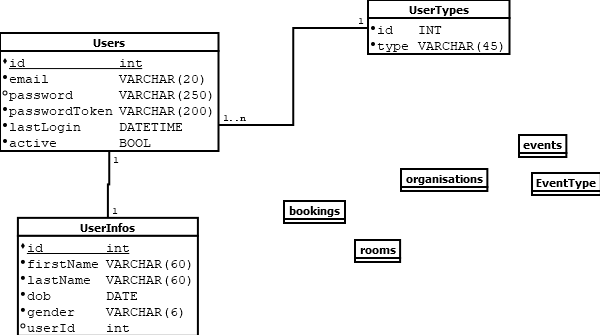 UserTypes
id INT
type VARCHAR(45)
1
Users
id int
email VARCHAR(20)
password VARCHAR(250)
passwordToken VARCHAR(200)
lastLogin DATETIME
active BOOL
1..n
1
1
UserInfos
id int
firstName VARCHAR(60)
lastName VARCHAR(60)
dob DATE
gender VARCHAR(6)
userId int
events
organisations
EventType
bookings
rooms